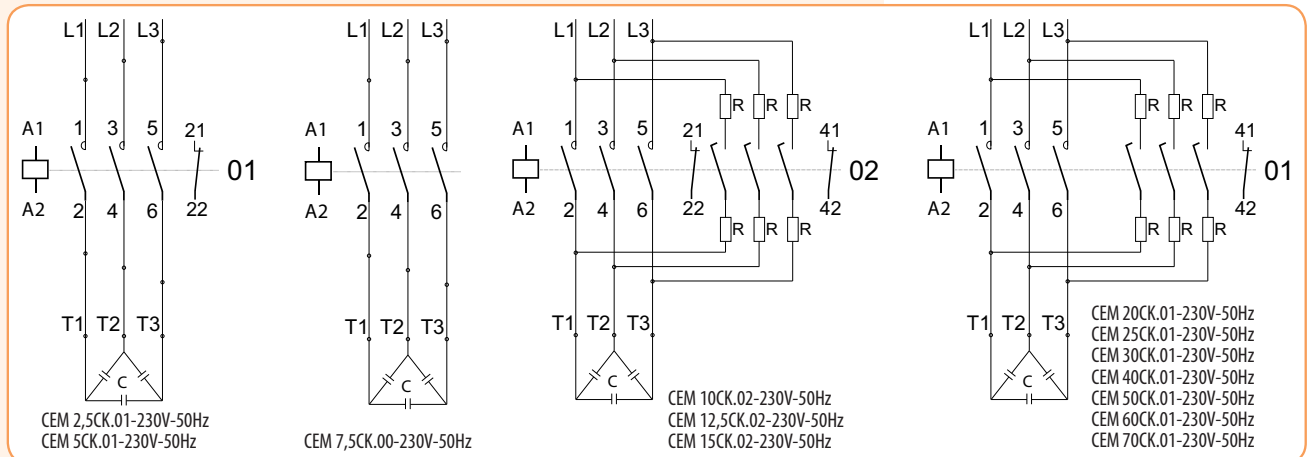 L1 L2 L3
A1 1 3 5 21
01
A2 2 4 6 22
T1 T2 T3
C
CEM 2,5CK.01-230V-50Hz
CEM 5CK.01-230V-50Hz
L1 L2 L3
A1 1 3 5
A2 2 4 6
T1 T2 T3
C
CEM 7,5CK.00-230V-50Hz
L1 L2 L3
R R R
A1 1 3 5 21 41
02
A2 2 4 6 22 42
R R R
T1 T2 T3
C
CEM 10CK.02-230V-50Hz
CEM 12,5CK.02-230V-50Hz
CEM 15CK.02-230V-50Hz
L1 L2 L3
R R R
A1 1 3 5 41
01
A2 2 4 6 42
R R R
T1 T2 T3
C
CEM 20CK.01-230V-50Hz
CEM 25CK.01-230V-50Hz
CEM 30CK.01-230V-50Hz
CEM 40CK.01-230V-50Hz
CEM 50CK.01-230V-50Hz
CEM 60CK.01-230V-50Hz
CEM 70CK.01-230V-50Hz